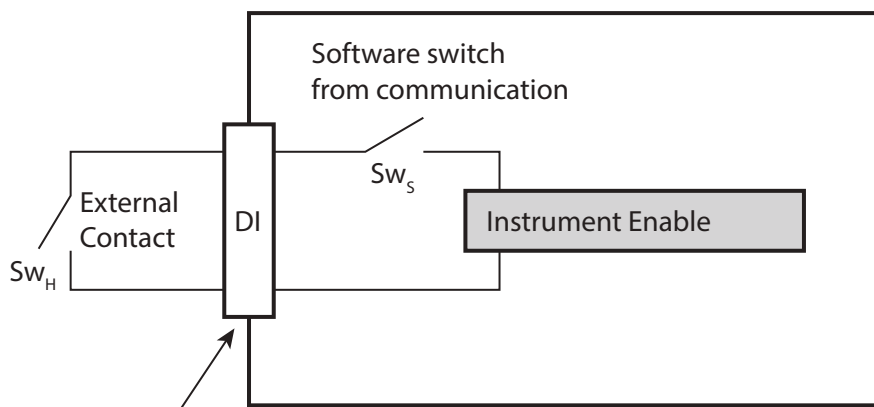 Software switch
from communication
Sw_S
External
Contact
DI
Instrument Enable
Sw_H